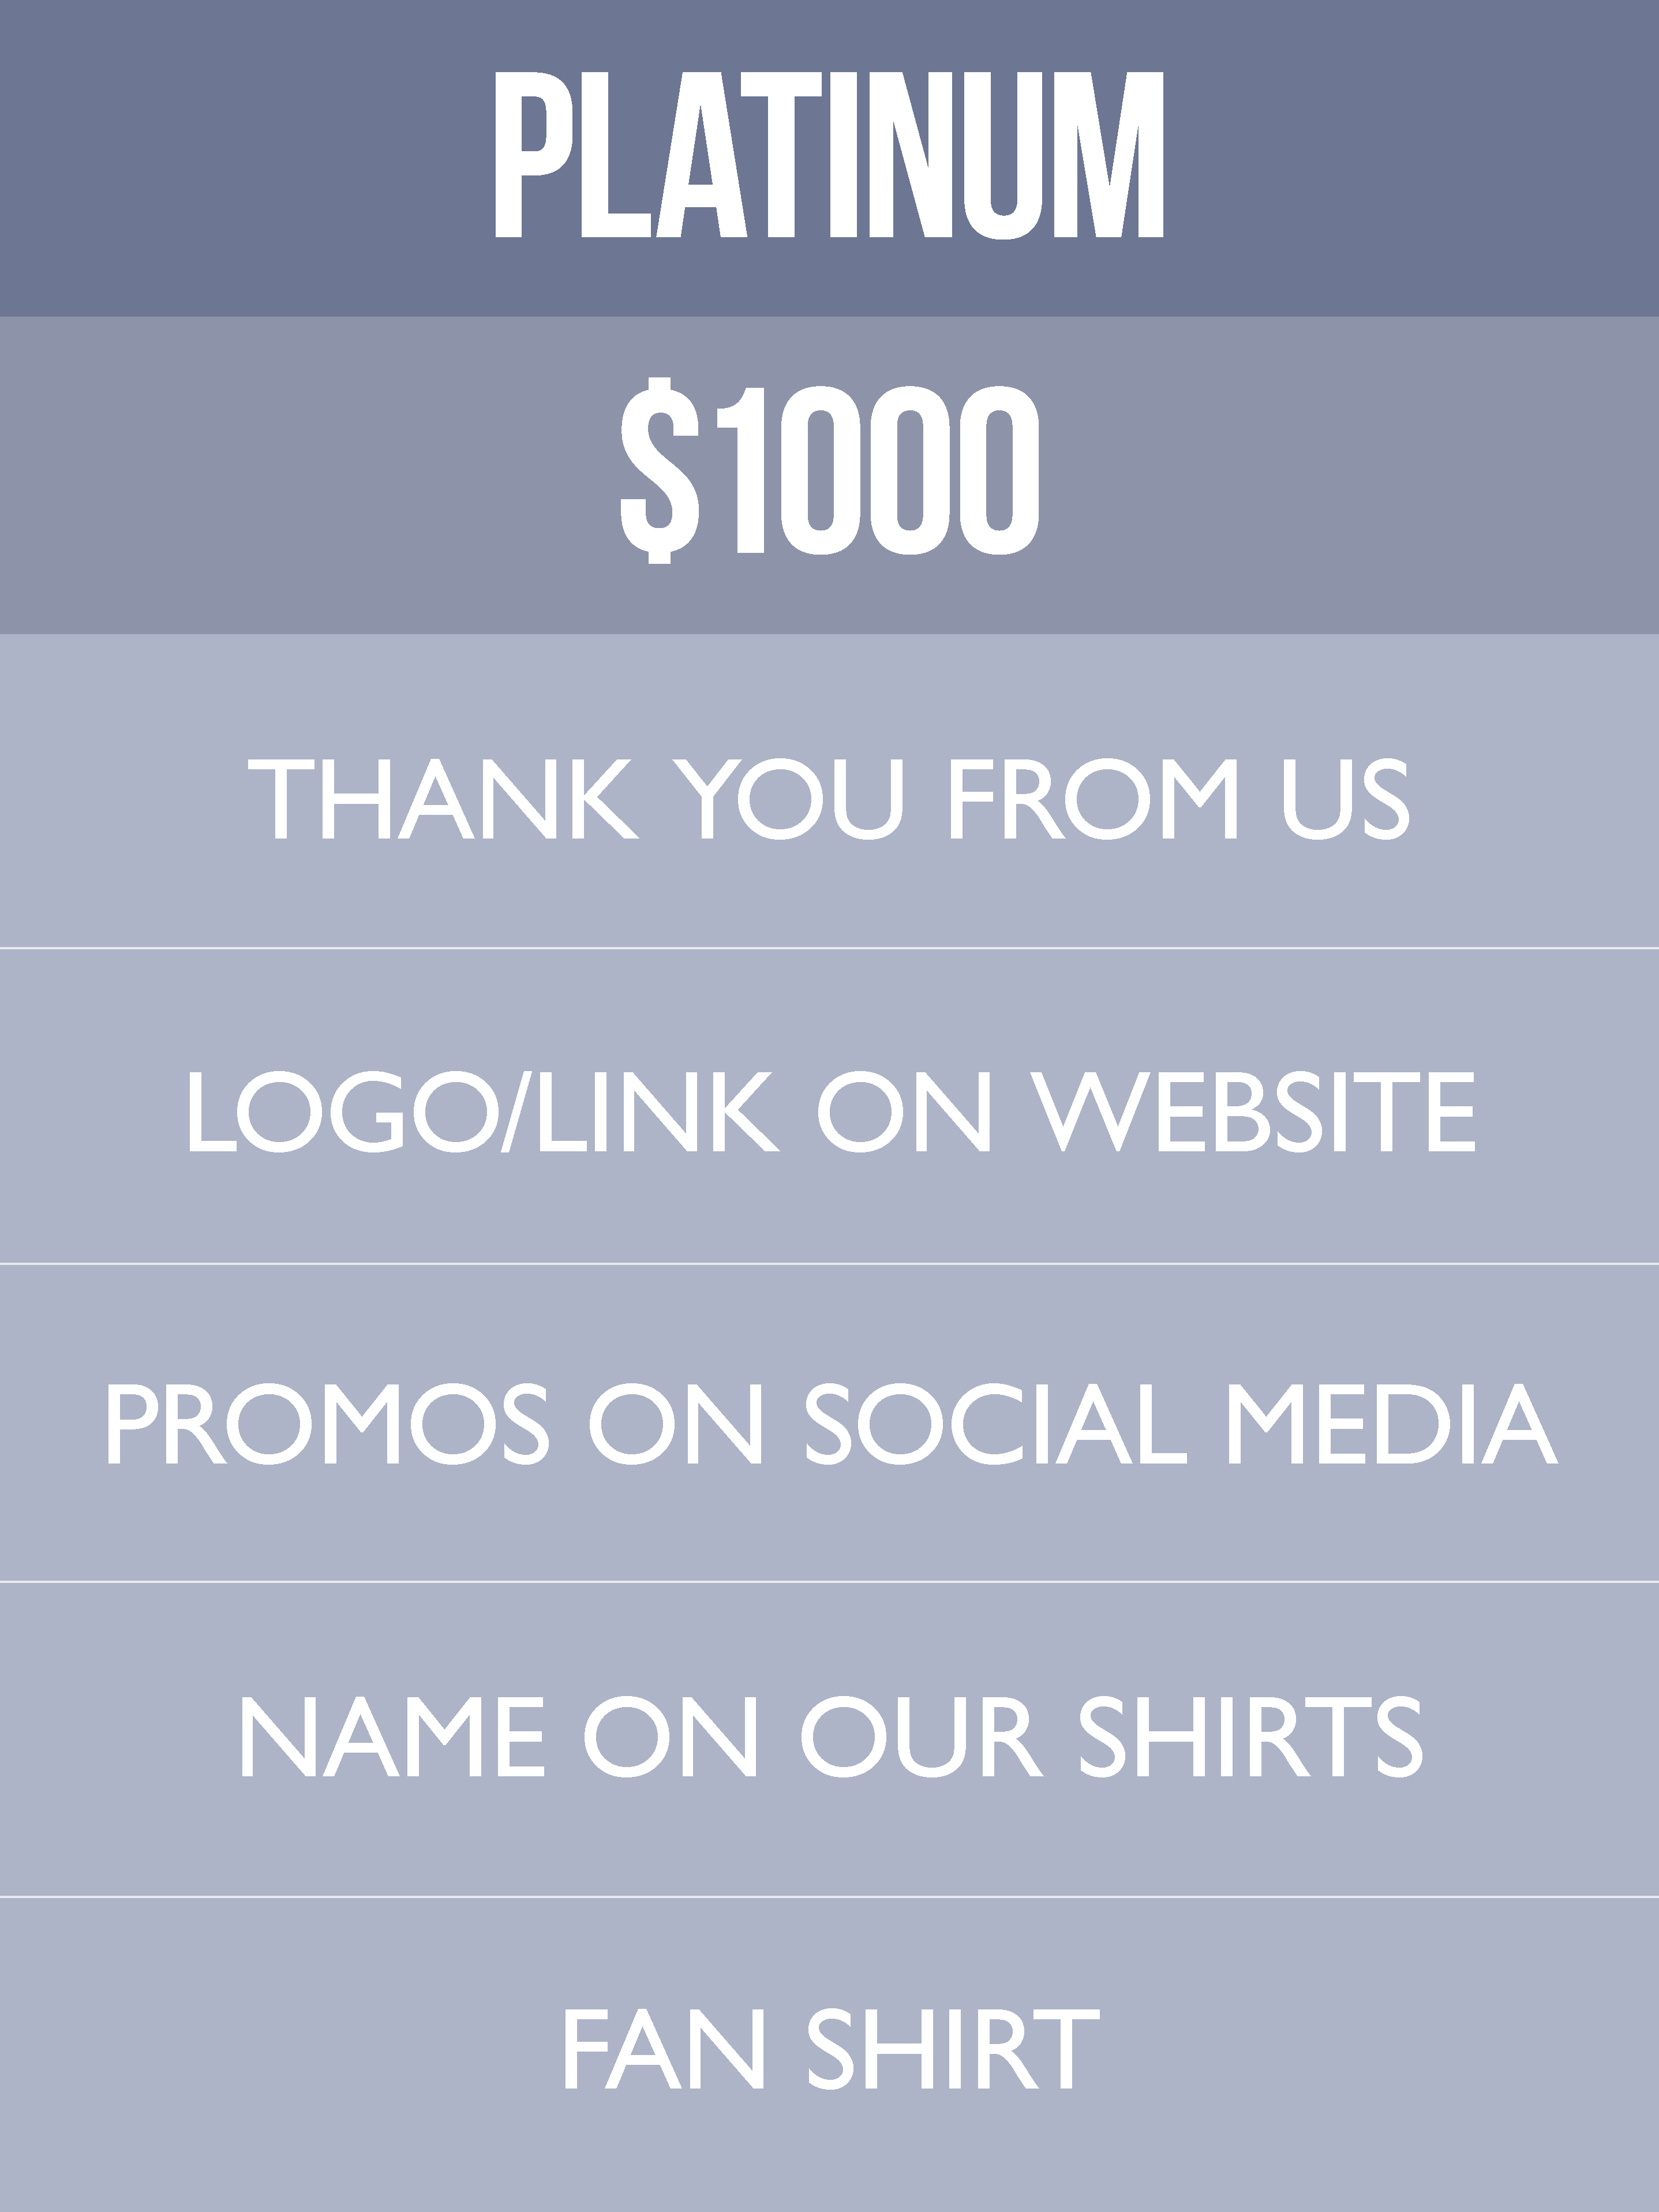 PLATINUM
$1000
THANK YOU FROM US
LOGO/LINK ON WEBSITE
PROMOS ON SOCIAL MEDIA
NAME ON OUR SHIRTS
FAN SHIRT